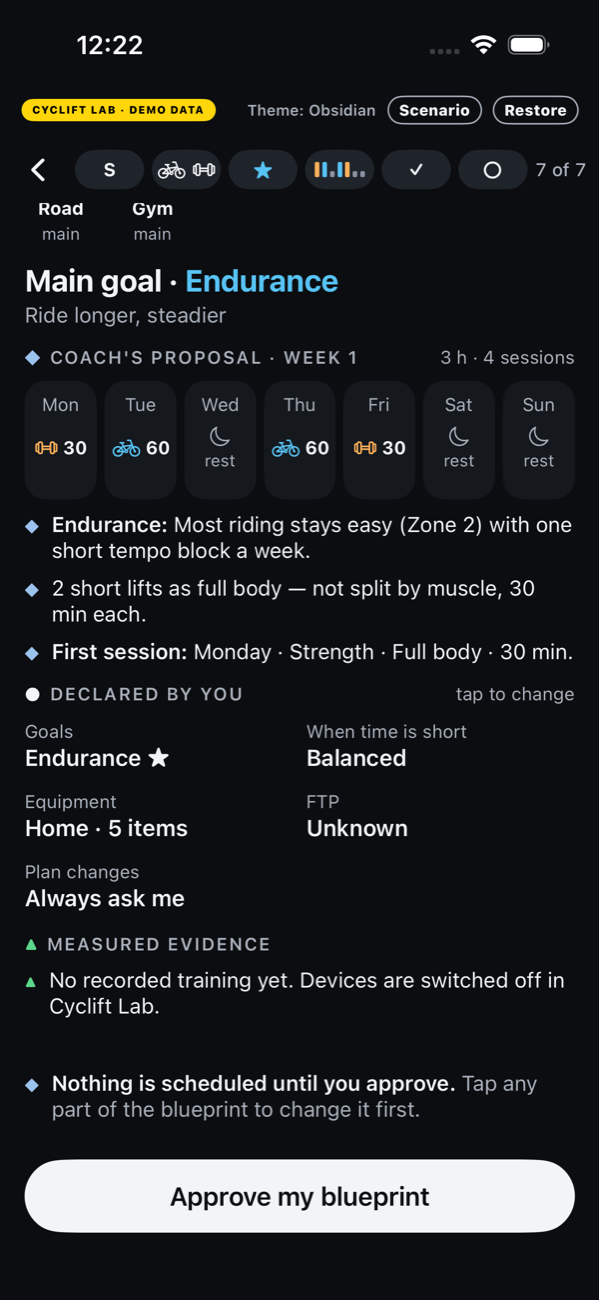 12:22
CYCLIFT LAB · DEMO DATA Theme: Obsidian Scenario Restore
S 7 of 7
Road Gym
main main
Main goal · Endurance
Ride longer, steadier
COACH'S PROPOSAL · WEEK 1 3 h · 4 sessions
Mon Tue Wed Thu Fri Sat Sun
30 60 rest 60 30 rest rest
Endurance: Most riding stays easy (Zone 2) with one
short tempo block a week.
2 short lifts as full body — not split by muscle, 30
min each.
First session: Monday · Strength · Full body · 30 min.
DECLARED BY YOU tap to change
Goals When time is short
Endurance ★ Balanced
Equipment FTP
Home · 5 items Unknown
Plan changes
Always ask me
MEASURED EVIDENCE
No recorded training yet. Devices are switched off in
Cyclift Lab.
Nothing is scheduled until you approve. Tap any
part of the blueprint to change it first.
Approve my blueprint